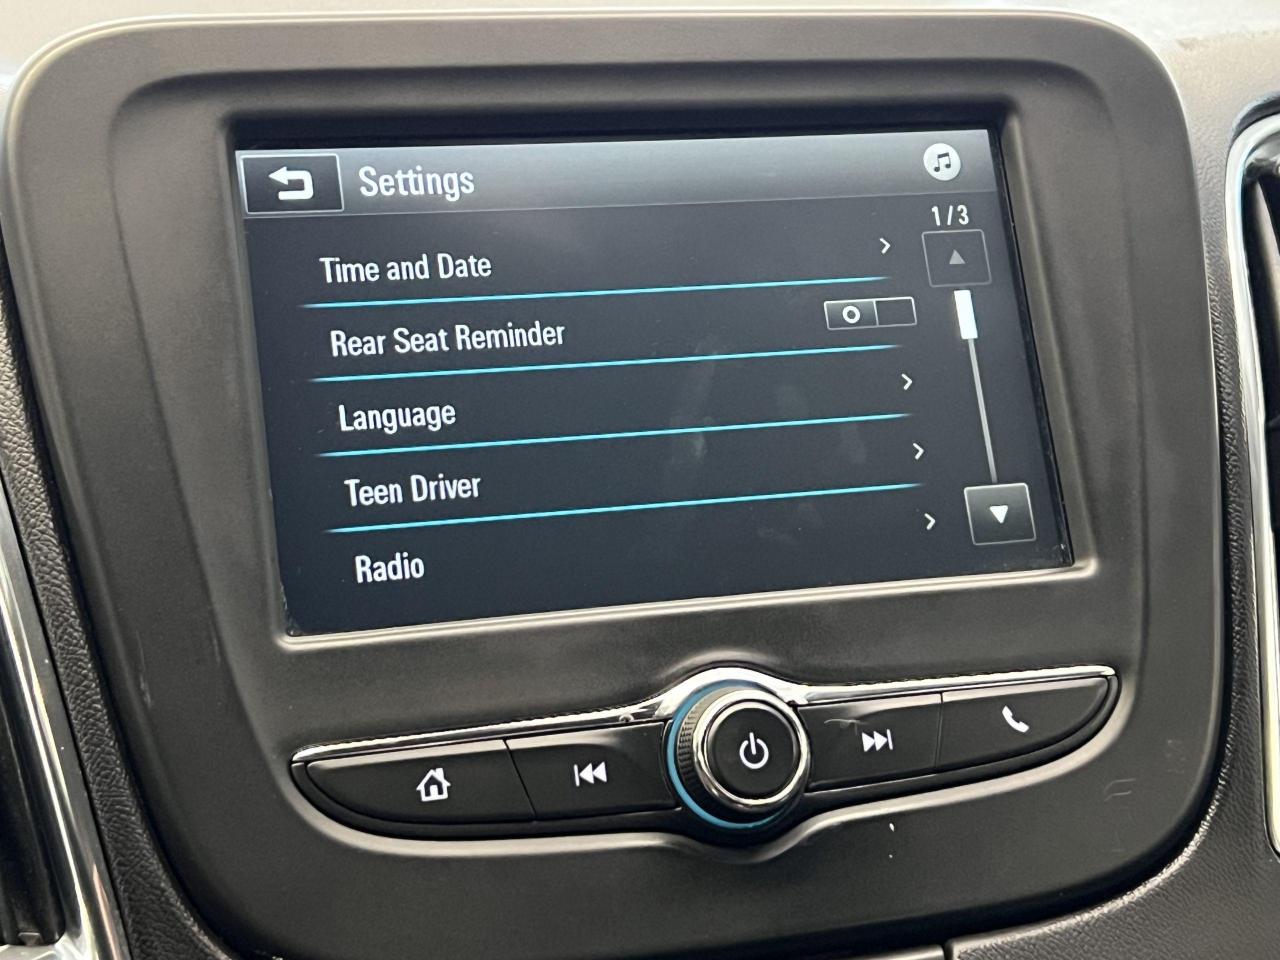 Settings
1/3
Time and Date
Rear Seat Reminder
Language
Teen Driver
Radio